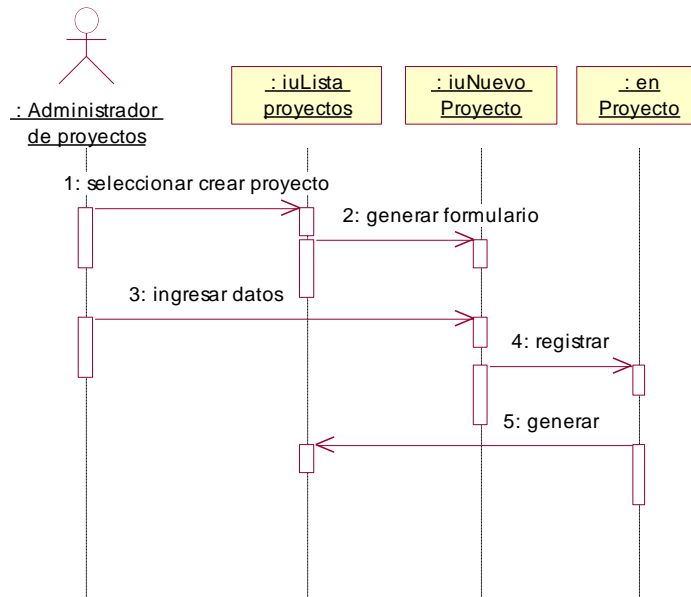 : Administrador
de proyectos
: iuLista
proyectos
: iuNuevo
Proyecto
: en
Proyecto
1: seleccionar crear proyecto
2: generar formulario
3: ingresar datos
4: registrar
5: generar